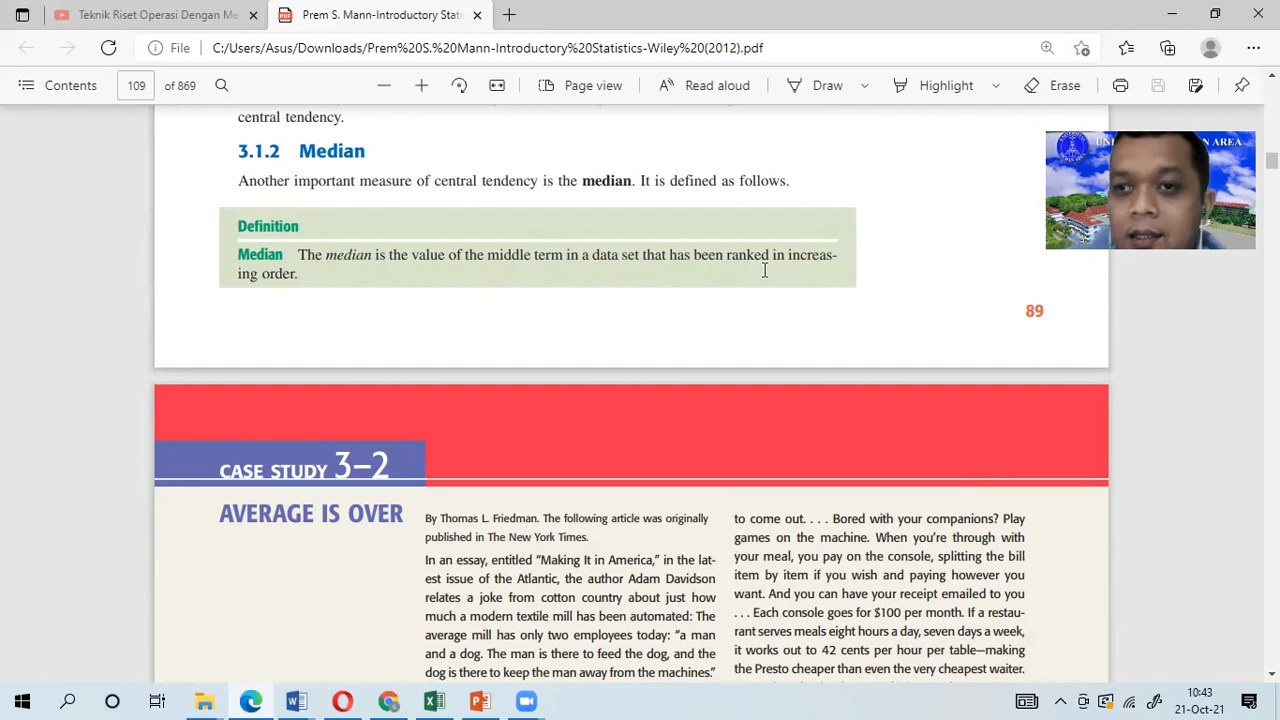 Teknik Riset Operasi Dengan Me
Prem S. Mann-Introductory Statist
File
C:/Users/Asus/Downloads/Prem%20S.%20Mann-Introductory%20Statistics-Wiley%20(2012).pdf
Contents
109
of 869
Page view
Read aloud
Draw
Highlight
Erase
central tendency.
3.1.2 Median
Another important measure of central tendency is the median. It is defined as follows.
Definition
Median The median is the value of the middle term in a data set that has been ranked in increas-
ing order.
89
CASE STUDY 3–2
AVERAGE IS OVER
By Thomas L. Friedman. The following article was originally
published in The New York Times.
In an essay, entitled “Making It in America,” in the lat-
est issue of the Atlantic, the author Adam Davidson
relates a joke from cotton country about just how
much a modern textile mill has been automated: The
average mill has only two employees today: “a man
and a dog. The man is there to feed the dog, and the
dog is there to keep the man away from the machines.”
to come out. . . . Bored with your companions? Play
games on the machine. When you’re through with
your meal, you pay on the console, splitting the bill
item by item if you wish and paying however you
want. And you can have your receipt emailed to you
. . . Each console goes for $100 per month. If a restau-
rant serves meals eight hours a day, seven days a week,
it works out to 42 cents per hour per table—making
the Presto cheaper than even the very cheapest waiter.
UN
AREA
10:43
21-Oct-21